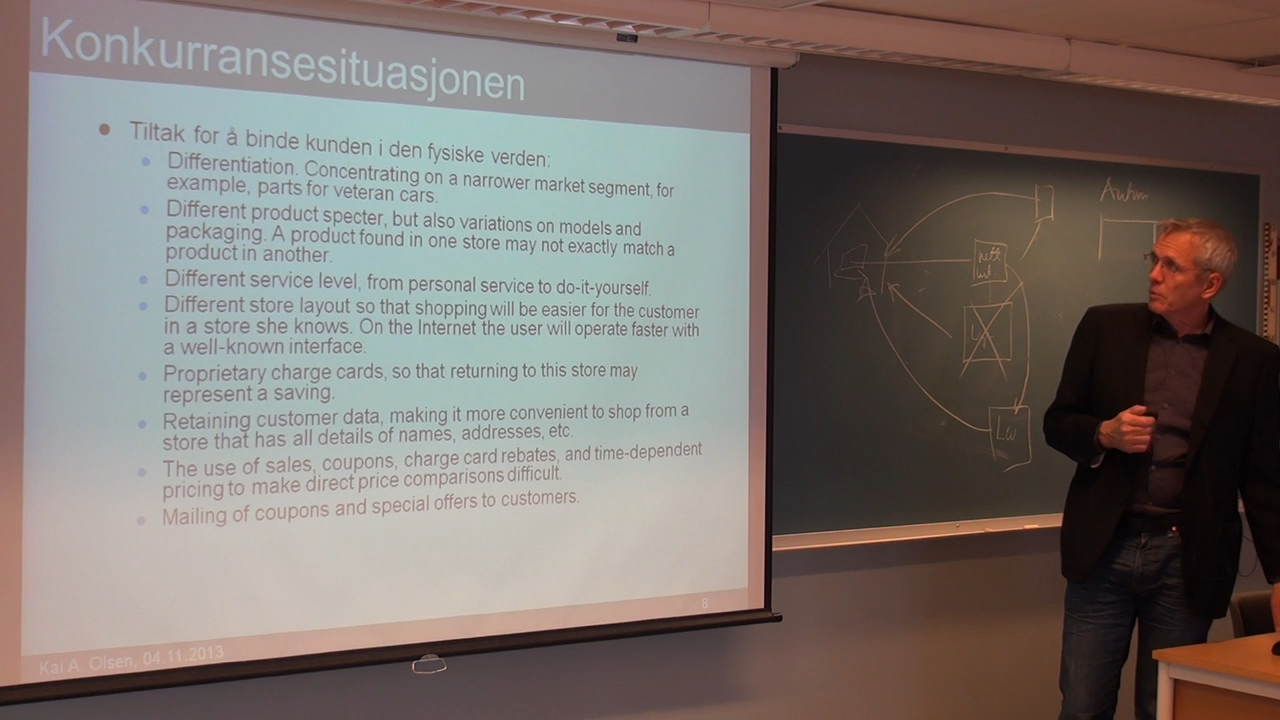 Konkurransesituasjonen
Tiltak for å binde kunden i den fysiske verden:
Differentiation. Concentrating on a narrower market segment, for
example, parts for veteran cars.
Different product specter, but also variations on models and
packaging. A product found in one store may not exactly match a
product in another.
Different service level, from personal service to do-it-yourself.
Different store layout so that shopping will be easier for the customer
in a store she knows. On the Internet the user will operate faster with
a well-known interface.
Proprietary charge cards, so that returning to this store may
represent a saving.
Retaining customer data, making it more convenient to shop from a
store that has all details of names, addresses, etc.
The use of sales, coupons, charge card rebates, and time-dependent
pricing to make direct price comparisons difficult.
Mailing of coupons and special offers to customers.
8
Kai A. Olsen, 04.11.2013